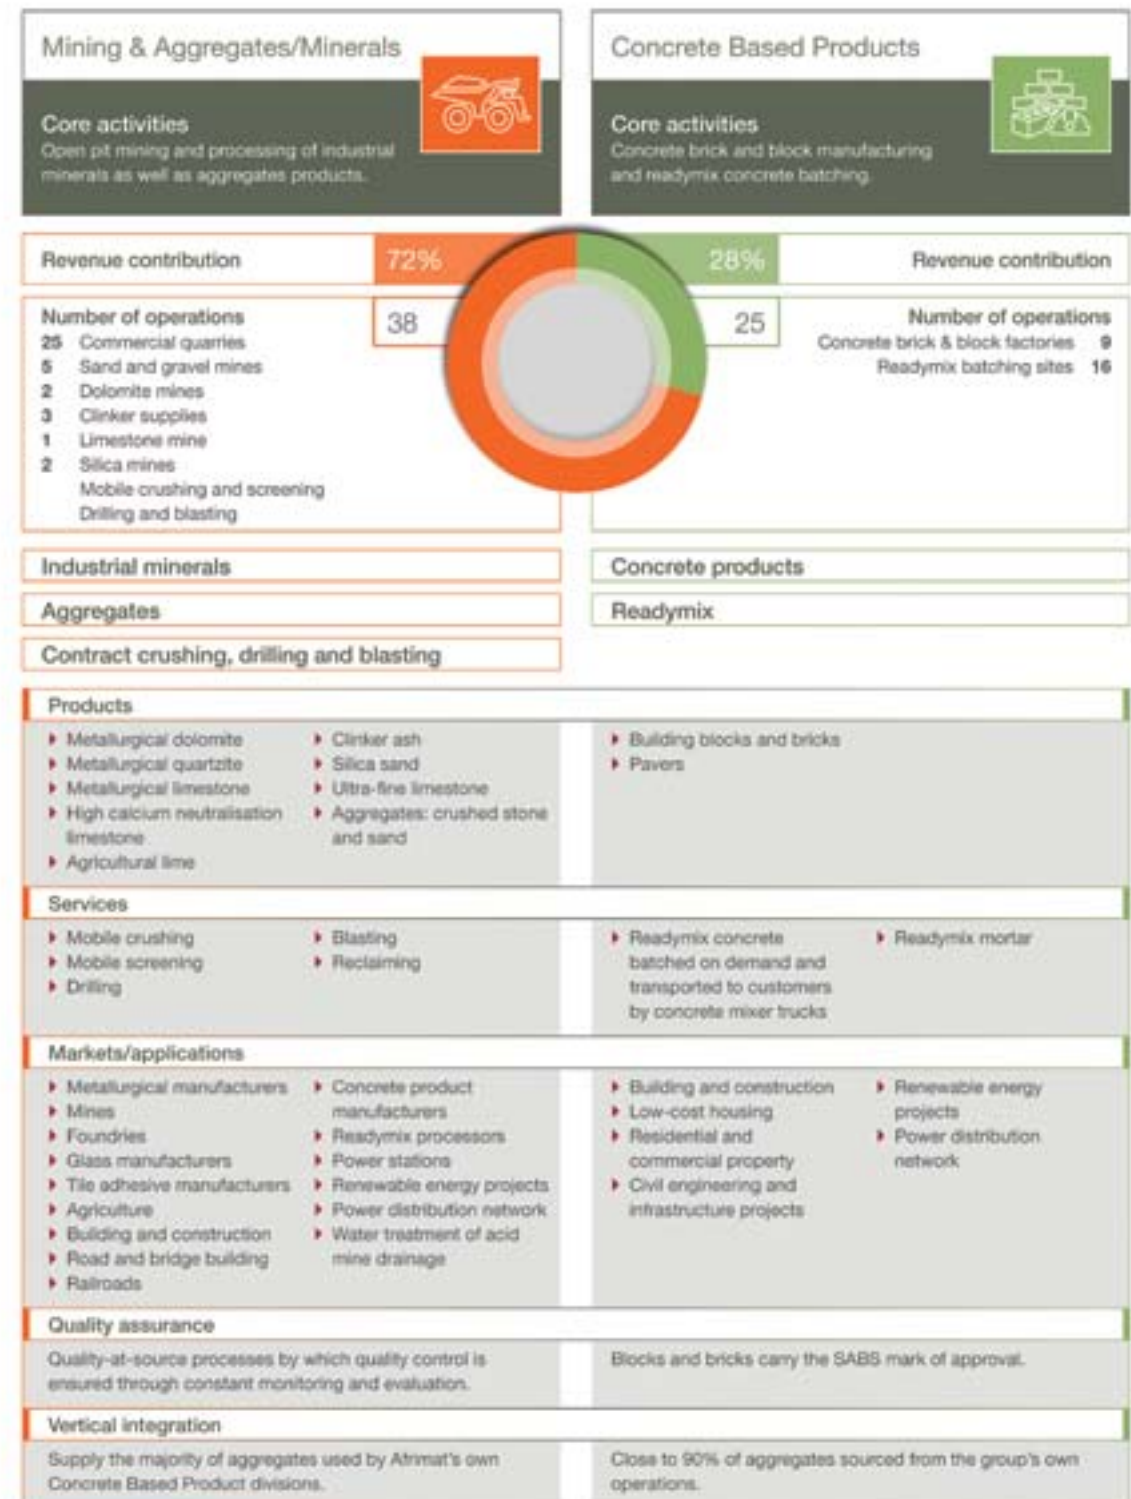 Mining & Aggregates/Minerals
Core activities
Open pit mining and processing of industrial
minerals as well as aggregates products.
Concrete Based Products
Core activities
Concrete brick and block manufacturing
and readymix concrete batching.
Revenue contribution
72%
28%
Revenue contribution
Number of operations
38
25 Commercial quarries
5 Sand and gravel mines
2 Dolomite mines
3 Clinker supplies
1 Limestone mine
2 Silica mines
Mobile crushing and screening
Drilling and blasting
25
Number of operations
Concrete brick & block factories 9
Readymix batching sites 16
Industrial minerals
Aggregates
Contract crushing, drilling and blasting
Concrete products
Readymix
Products
Metallurgical dolomite
Metallurgical quartzite
Metallurgical limestone
High calcium neutralisation
limestone
Agricultural lime
Clinker ash
Silica sand
Ultra-fine limestone
Aggregates: crushed stone
and sand
Building blocks and bricks
Pavers
Services
Mobile crushing
Mobile screening
Drilling
Blasting
Reclaiming
Readymix concrete
batched on demand and
transported to customers
by concrete mixer trucks
Readymix mortar
Markets/applications
Metallurgical manufacturers
Mines
Foundries
Glass manufacturers
Tile adhesive manufacturers
Agriculture
Building and construction
Road and bridge building
Railroads
Concrete product
manufacturers
Readymix processors
Power stations
Renewable energy projects
Power distribution network
Water treatment of acid
mine drainage
Building and construction
Low-cost housing
Residential and
commercial property
Civil engineering and
infrastructure projects
Renewable energy
projects
Power distribution
network
Quality assurance
Quality-at-source processes by which quality control is
ensured through constant monitoring and evaluation.
Blocks and bricks carry the SABS mark of approval.
Vertical integration
Supply the majority of aggregates used by Afrimat's own
Concrete Based Product divisions.
Close to 90% of aggregates sourced from the group's own
operations.